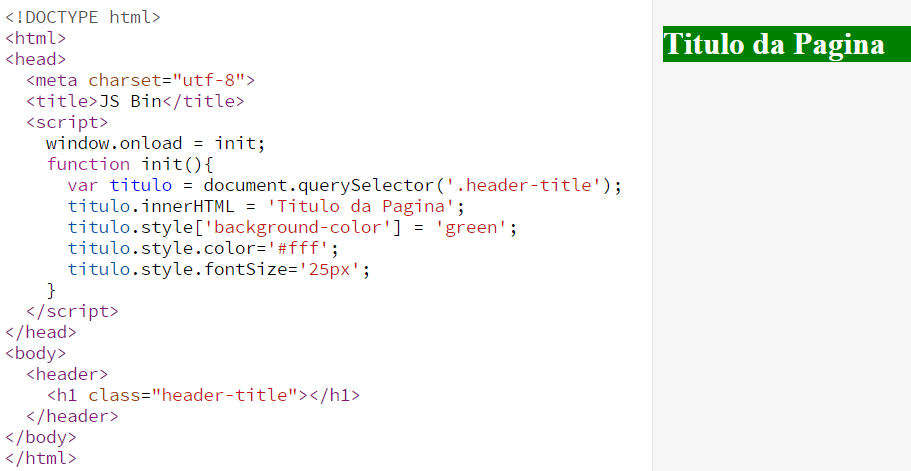 <!DOCTYPE html>
<html>
<head>
  <meta charset="utf-8">
  <title>JS Bin</title>
  <script>
    window.onload = init;
    function init(){
      var titulo = document.querySelector('.header-title');
      titulo.innerHTML = 'Titulo da Pagina';
      titulo.style['background-color'] = 'green';
      titulo.style.color='#fff';
      titulo.style.fontSize='25px';
    }
  </script>
</head>
<body>
  <header>
    <h1 class="header-title"></h1>
  </header>
</body>
</html>
Titulo da Pagina